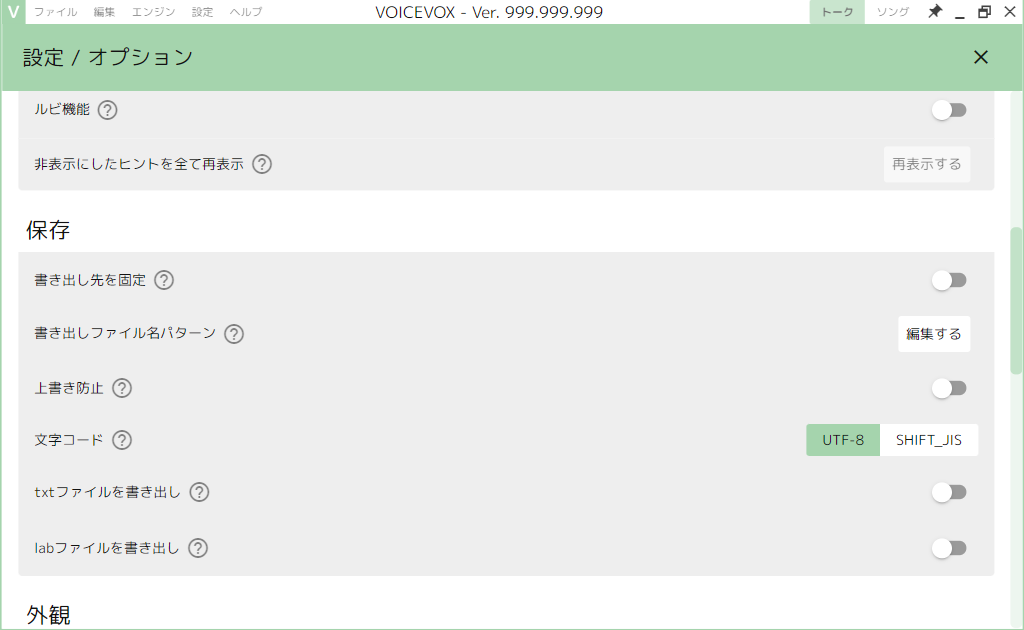 V ファイル 編集 エンジン 設定 ヘルプ VOICEVOX - Ver. 999.999.999 トーク ソング
設定 / オプション
ルビ機能 ?
非表示にしたヒントを全て再表示 ? 再表示する
保存
書き出し先を固定 ?
書き出しファイル名パターン ? 編集する
上書き防止 ?
文字コード ? UTF-8 SHIFT_JIS
txtファイルを書き出し ?
labファイルを書き出し ?
外観